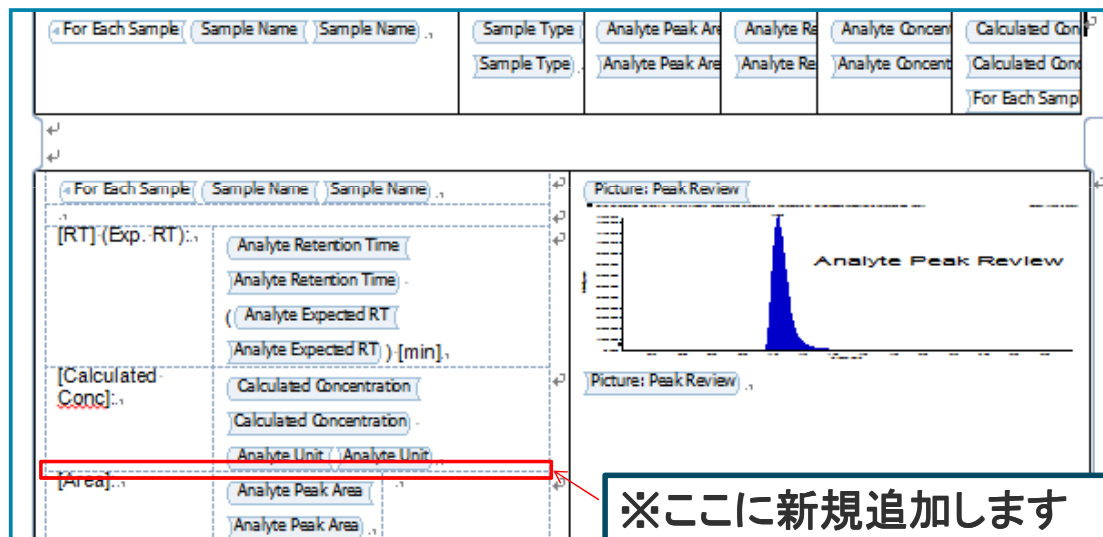 For Each Sample Sample Name Sample Name
Sample Type
Sample Type
Analyte Peak Are
Analyte Peak Are
Analyte Re
Analyte Re
Analyte Concen
Analyte Concent
Calculated Con
Calculated Conc
For Each Sampl
For Each Sample Sample Name Sample Name
[RT] (Exp. RT):
Analyte Retention Time
Analyte Retention Time
( Analyte Expected RT
Analyte Expected RT ) [min]
[Calculated
Conc]:
Calculated Concentration
Calculated Concentration
Analyte Unit Analyte Unit
[Area]:
Analyte Peak Area
Analyte Peak Area
Picture: Peak Review
Analyte Peak Review
Picture: Peak Review
※ここに新規追加します